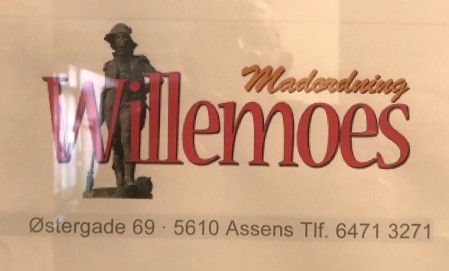 Madordning
Willemoes
Østergade 69 · 5610 Assens Tlf. 6471 3271